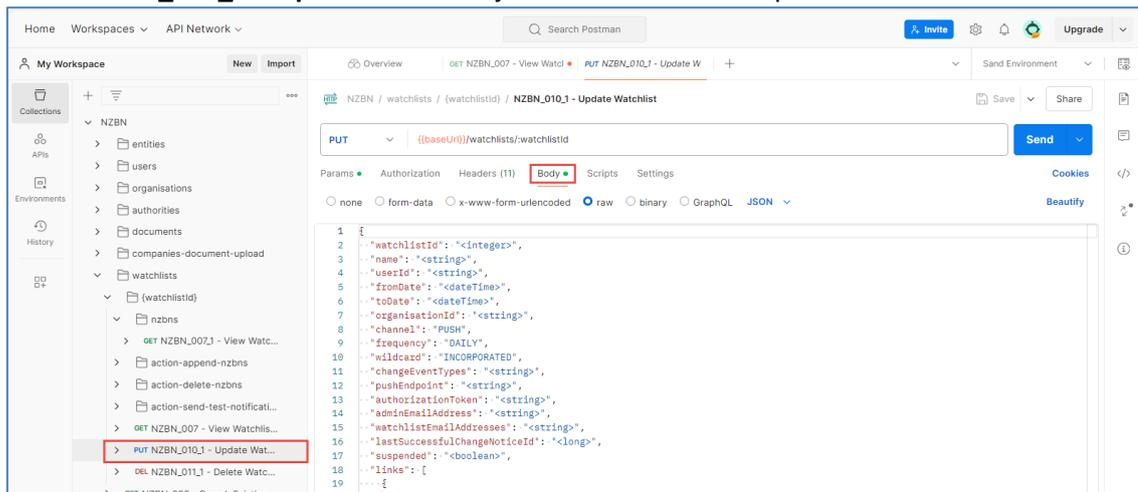 Home Workspaces API Network Search Postman Invite Upgrade
My Workspace New Import Overview GET NZBN_007 - View Watcl PUT NZBN_010_1 - Update W Sand Environment
Collections
APIs
Environments
History
NZBN
entities
users
organisations
authorities
documents
companies-document-upload
watchlists
{watchlistId}
nzbns
GET NZBN_007_1 - View Watc...
action-append-nzbns
action-delete-nzbns
action-send-test-notificati...
GET NZBN_007 - View Watchlis...
PUT NZBN_010_1 - Update Wat...
DEL NZBN_011_1 - Delete Watc...
HTTP NZBN / watchlists / {watchlistId} / NZBN_010_1 - Update Watchlist Save Share
PUT {{baseUrl}}/watchlists/:watchlistId Send
Params Authorization Headers (11) Body Scripts Settings Cookies
none form-data x-www-form-urlencoded raw binary GraphQL JSON Beautify
1 {
2 "watchlistId": "<integer>",
3 "name": "<string>",
4 "userId": "<string>",
5 "fromDate": "<dateTime>",
6 "toDate": "<dateTime>",
7 "organisationId": "<string>",
8 "channel": "PUSH",
9 "frequency": "DAILY",
10 "wildcard": "INCORPORATED",
11 "changeEventTypes": "<string>",
12 "pushEndpoint": "<string>",
13 "authorizationToken": "<string>",
14 "adminEmailAddress": "<string>",
15 "watchlistEmailAddresses": "<string>",
16 "lastSuccessfulChangeNoticeId": "<long>",
17 "suspended": "<boolean>",
18 "links": [
19 {